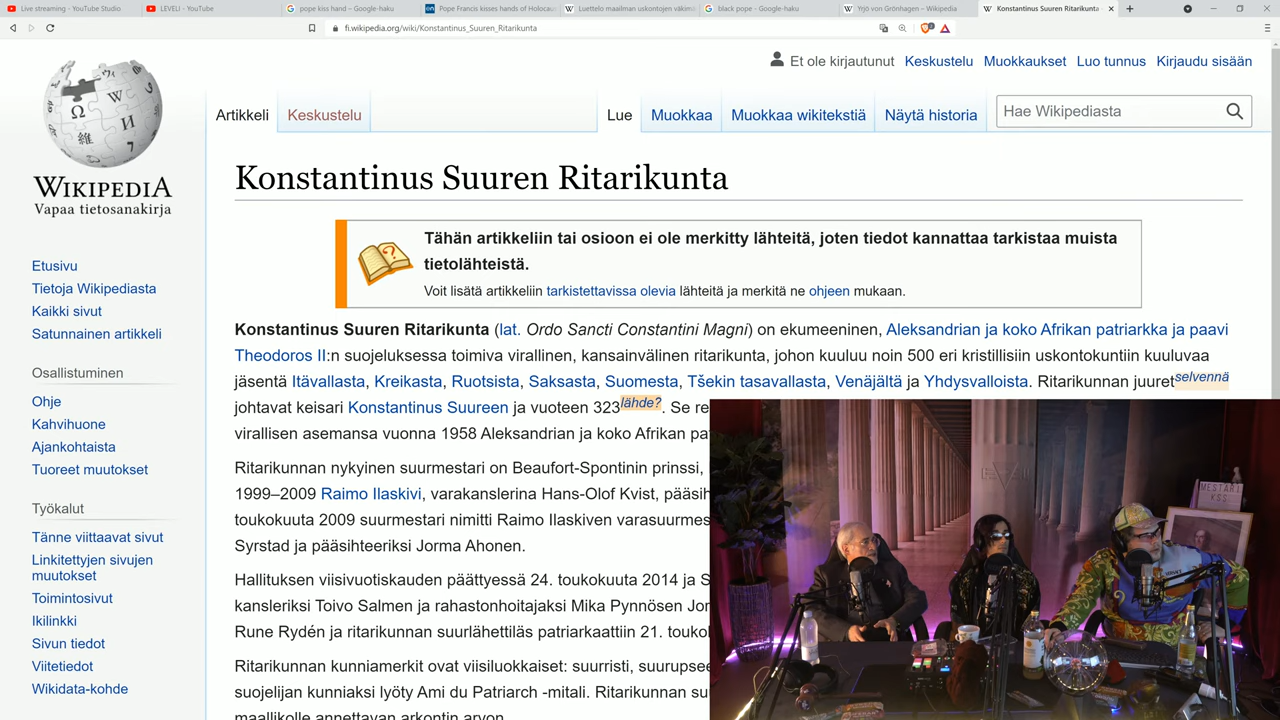 Live streaming - YouTube Studio
LEVELI - YouTube
pope kiss hand – Google-haku
Pope Francis kisses hands of Holocau
Luettelo maailman uskontojen väkim
black pope - Google-haku
Yrjö von Grönhagen – Wikipedia
Konstantinus Suuren Ritarikunta
fi.wikipedia.org/wiki/Konstantinus_Suuren_Ritarikunta
Et ole kirjautunut Keskustelu Muokkaukset Luo tunnus Kirjaudu sisään
Artikkeli Keskustelu Lue Muokkaa Muokkaa wikitekstiä Näytä historia Hae Wikipediasta
WIKIPEDIA
Vapaa tietosanakirja
Etusivu
Tietoja Wikipediasta
Kaikki sivut
Satunnainen artikkeli
Osallistuminen
Ohje
Kahvihuone
Ajankohtaista
Tuoreet muutokset
Työkalut
Tänne viittaavat sivut
Linkitettyjen sivujen
muutokset
Toimintosivut
Ikilinkki
Sivun tiedot
Viitetiedot
Wikidata-kohde
Konstantinus Suuren Ritarikunta
Tähän artikkeliin tai osioon ei ole merkitty lähteitä, joten tiedot kannattaa tarkistaa muista
tietolähteistä.
Voit lisätä artikkeliin tarkistettavissa olevia lähteitä ja merkitä ne ohjeen mukaan.
Konstantinus Suuren Ritarikunta (lat. Ordo Sancti Constantini Magni) on ekumeeninen, Aleksandrian ja koko Afrikan patriarkka ja paavi
Theodoros II:n suojeluksessa toimiva virallinen, kansainvälinen ritarikunta, johon kuuluu noin 500 eri kristillisiin uskontokuntiin kuuluvaa
jäsentä Itävallasta, Kreikasta, Ruotsista, Saksasta, Suomesta, Tšekin tasavallasta, Venäjältä ja Yhdysvalloista. Ritarikunnan juuret selvennä
johtavat keisari Konstantinus Suureen ja vuoteen 323 lähde?. Se re
virallisen asemansa vuonna 1958 Aleksandrian ja koko Afrikan pat
Ritarikunnan nykyinen suurmestari on Beaufort-Spontinin prinssi,
1999–2009 Raimo Ilaskivi, varakanslerina Hans-Olof Kvist, pääsih
toukokuuta 2009 suurmestari nimitti Raimo Ilaskiven varasuurmes
Syrstad ja pääsihteeriksi Jorma Ahonen.
Hallituksen viisivuotiskauden päättyessä 24. toukokuuta 2014 ja S
kansleriksi Toivo Salmen ja rahastonhoitajaksi Mika Pynnösen Jor
Rune Rydén ja ritarikunnan suurlähettiläs patriarkaattiin 21. touko
Ritarikunnan kunniamerkit ovat viisiluokkaiset: suurristi, suurupsee
suojelijan kunniaksi lyöty Ami du Patriarch -mitali. Ritarikunnan su
maallikolle annettavan arkontin arvon.
MESTARI
KSS